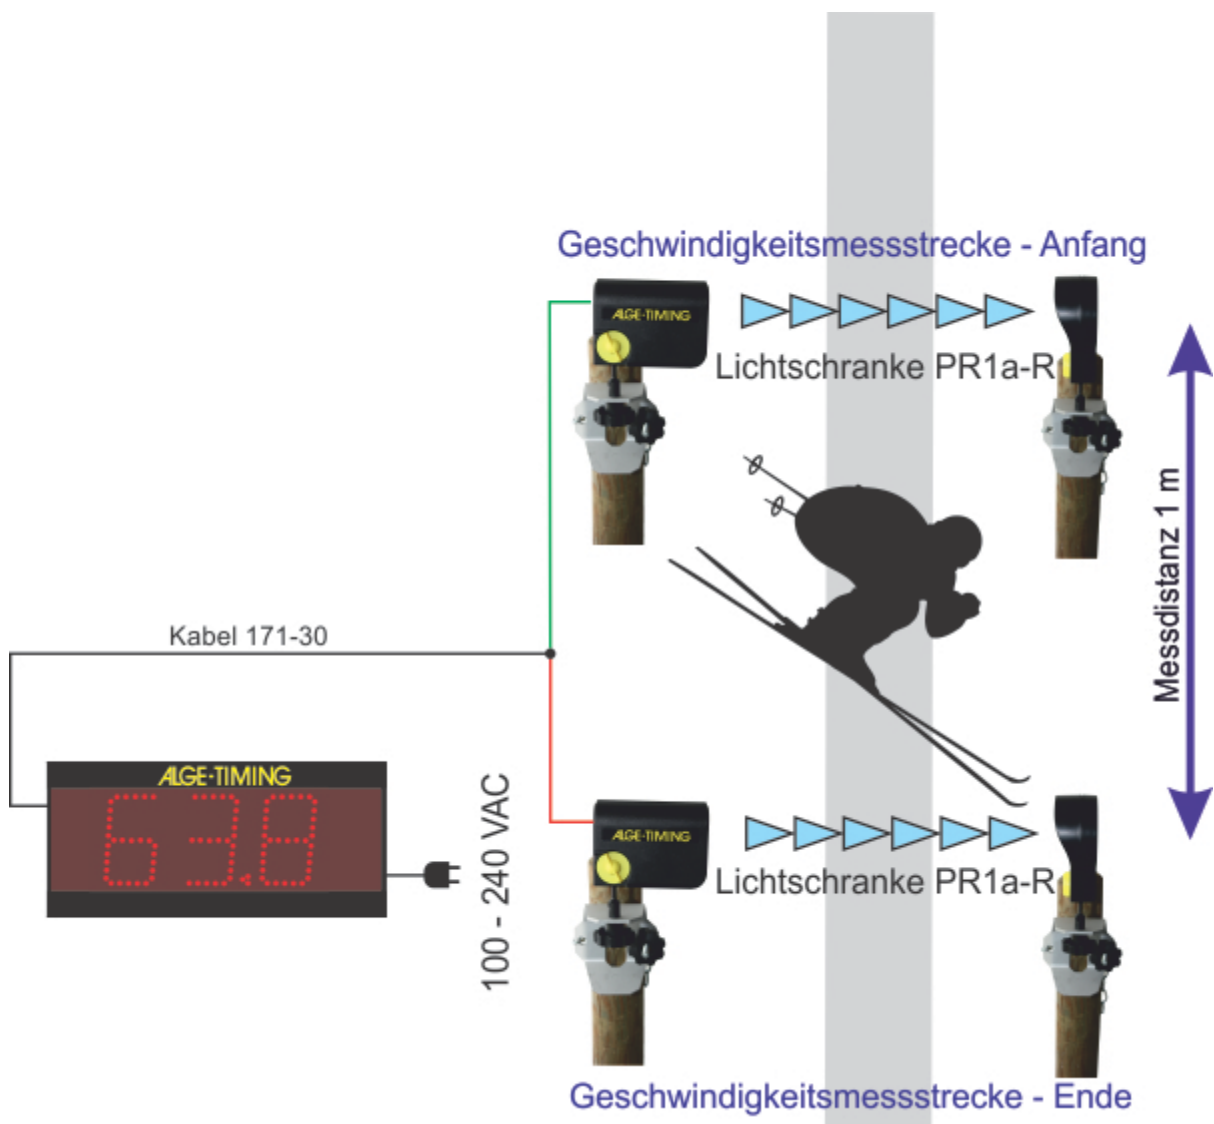 Geschwindigkeitsmessstrecke - Anfang
ALGE-TIMING
Lichtschranke PR1a-R
Messdistanz 1 m
Kabel 171-30
ALGE-TIMING
63.8
100 - 240 VAC
ALGE-TIMING
Lichtschranke PR1a-R
Geschwindigkeitsmessstrecke - Ende